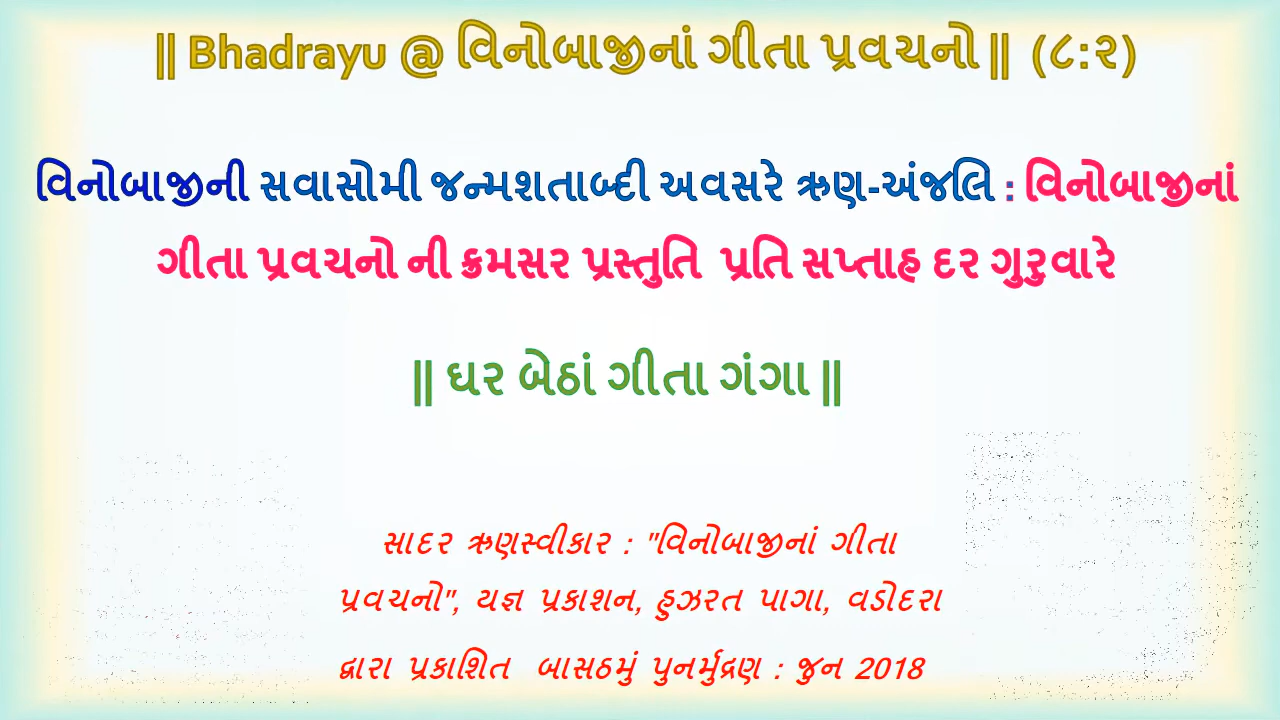 || Bhadrayu @ વિનોબાજીનાં ગીતા પ્રવચનો || (૮:૨)
વિનોબાજીની સવાસોમી જન્મશતાબ્દી અવસરે ઋણ-અંજલિ : વિનોબાજીનાં
ગીતા પ્રવચનો ની ક્રમસર પ્રસ્તુતિ પ્રતિ સપ્તાહ દર ગુરુવારે
|| ઘર બેઠાં ગીતા ગંગા ||
સાદર ઋણસ્વીકાર : "વિનોબાજીનાં ગીતા
પ્રવચનો", યજ્ઞ પ્રકાશન, હુઝરત પાગા, વડોદરા
દ્વારા પ્રકાશિત બાસઠમું પુનર્મુદ્રણ : જુન 2018